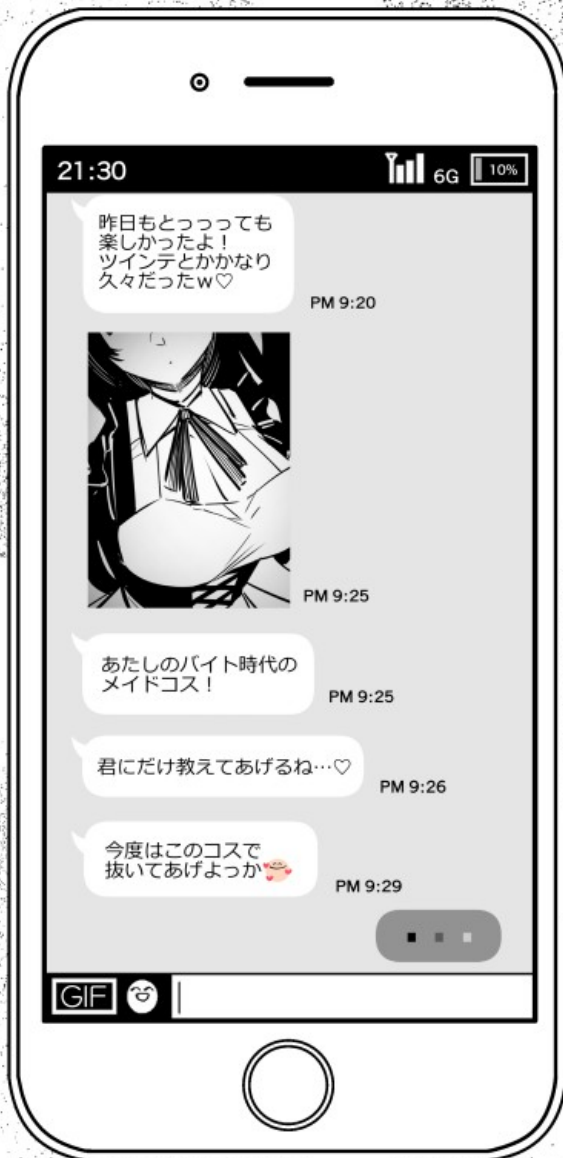 21:30
6G
10%
昨日もとっっっても
楽しかったよ！
ツインテとかかなり
久々だったｗ♡
PM 9:20
PM 9:25
あたしのバイト時代の
メイドコス！
PM 9:25
君にだけ教えてあげるね…♡
PM 9:26
今度はこのコスで
抜いてあげよっか
PM 9:29
GIF